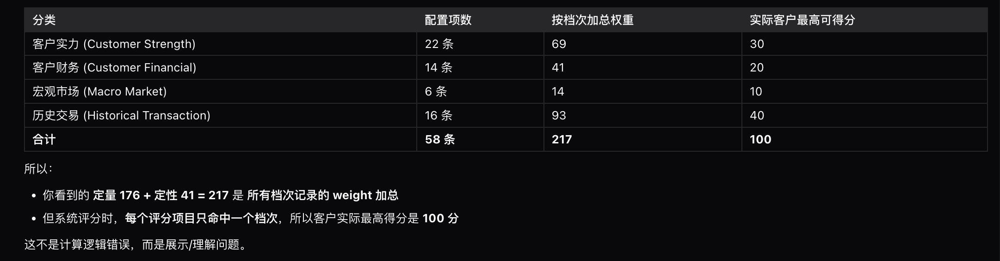 分类 配置项数 按档次加总权重 实际客户最高可得分
客户实力 (Customer Strength) 22 条 69 30
客户财务 (Customer Financial) 14 条 41 20
宏观市场 (Macro Market) 6 条 14 10
历史交易 (Historical Transaction) 16 条 93 40
合计 58 条 217 100
所以：
• 你看到的 定量 176 + 定性 41 = 217 是 所有档次记录的 weight 加总
• 但系统评分时，每个评分项目只命中一个档次，所以客户实际最高得分是 100 分
这不是计算逻辑错误，而是展示/理解问题。